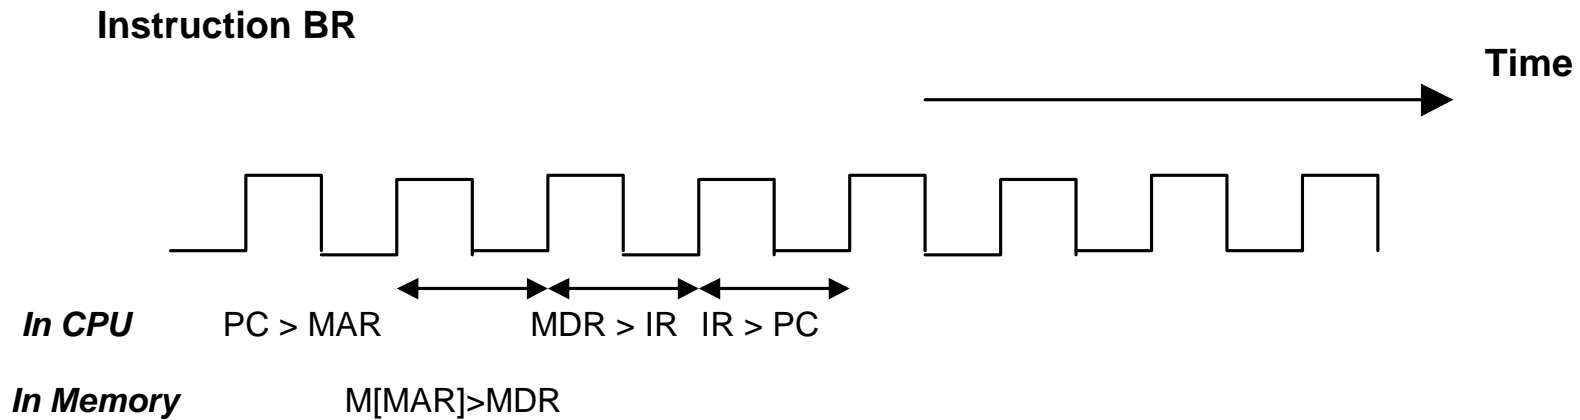 Instruction BR
Time
In CPU PC > MAR MDR > IR IR > PC
In Memory M[MAR]>MDR